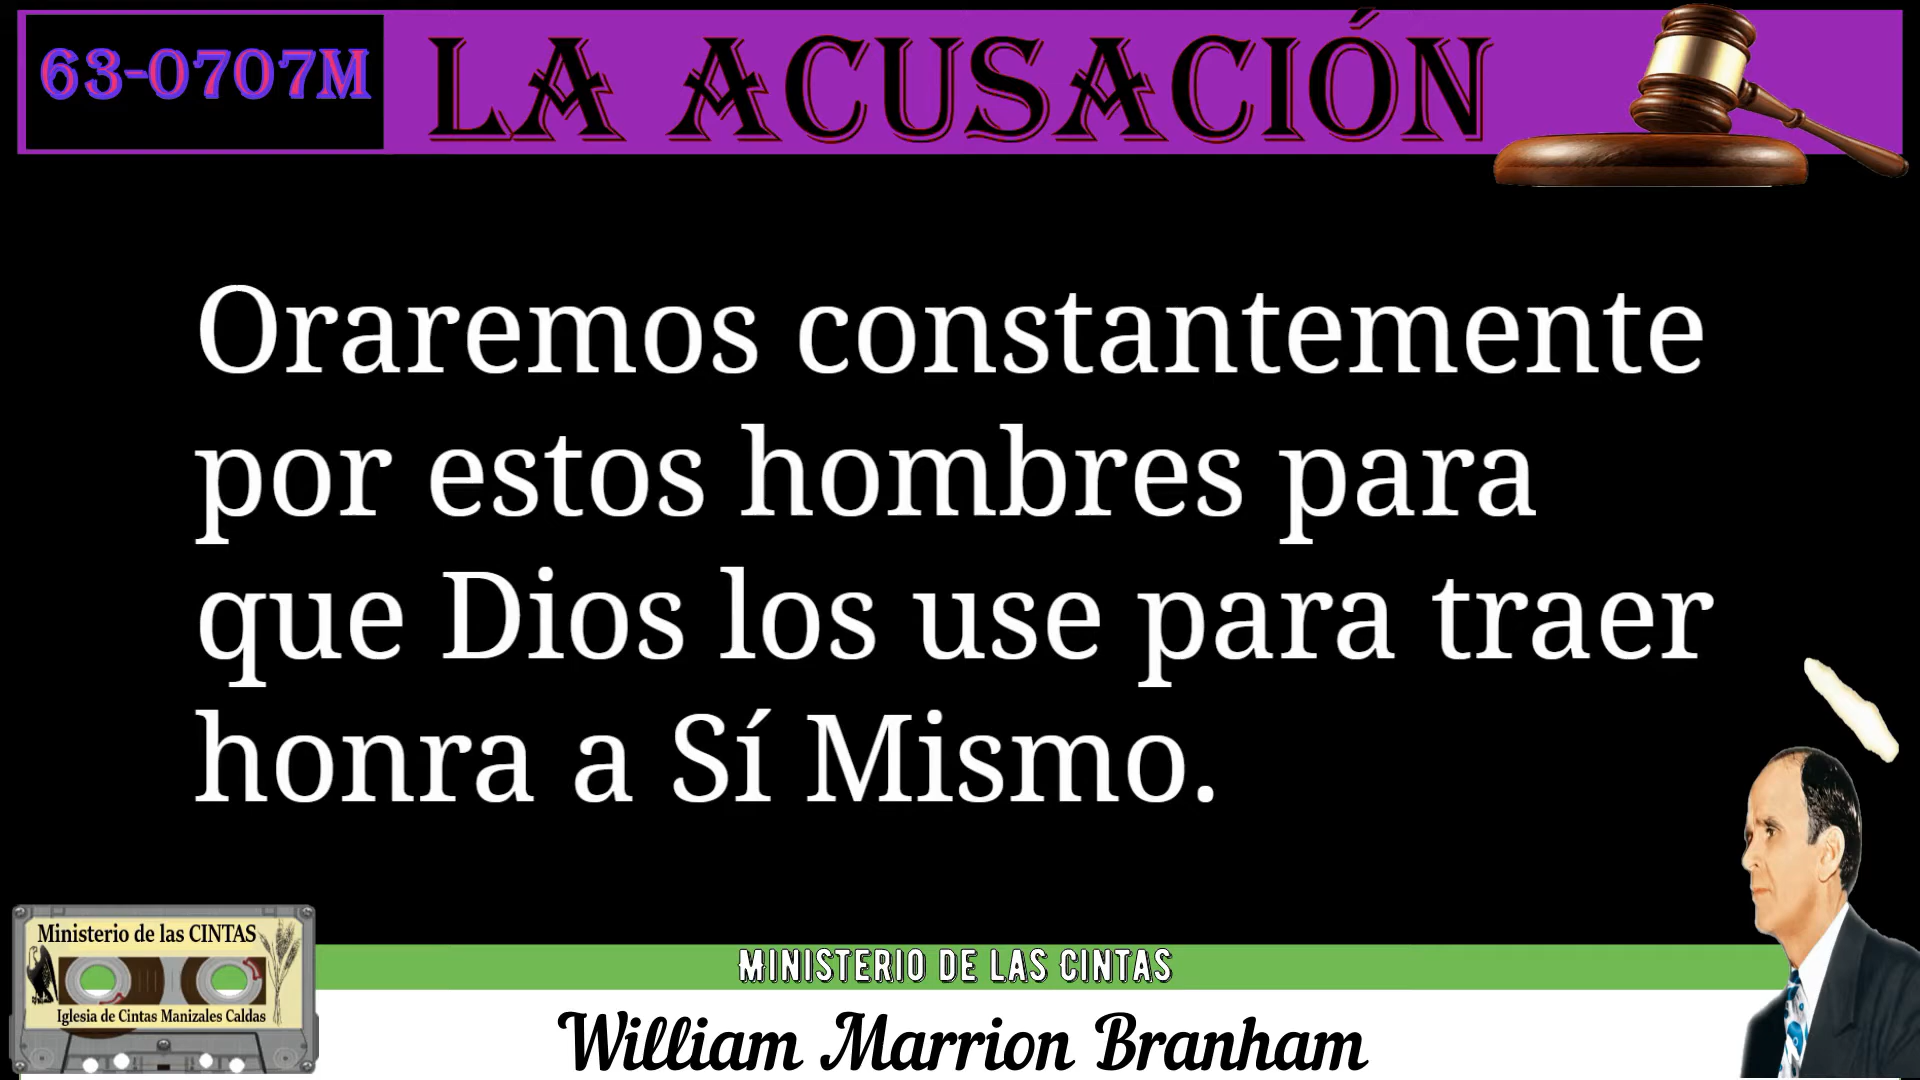 63-0707M
LA ACUSACIÓN
Oraremos constantemente
por estos hombres para
que Dios los use para traer
honra a Sí Mismo.
Ministerio de las CINTAS
Iglesia de Cintas Manizales Caldas
MINISTERIO DE LAS CINTAS
William Marrion Branham